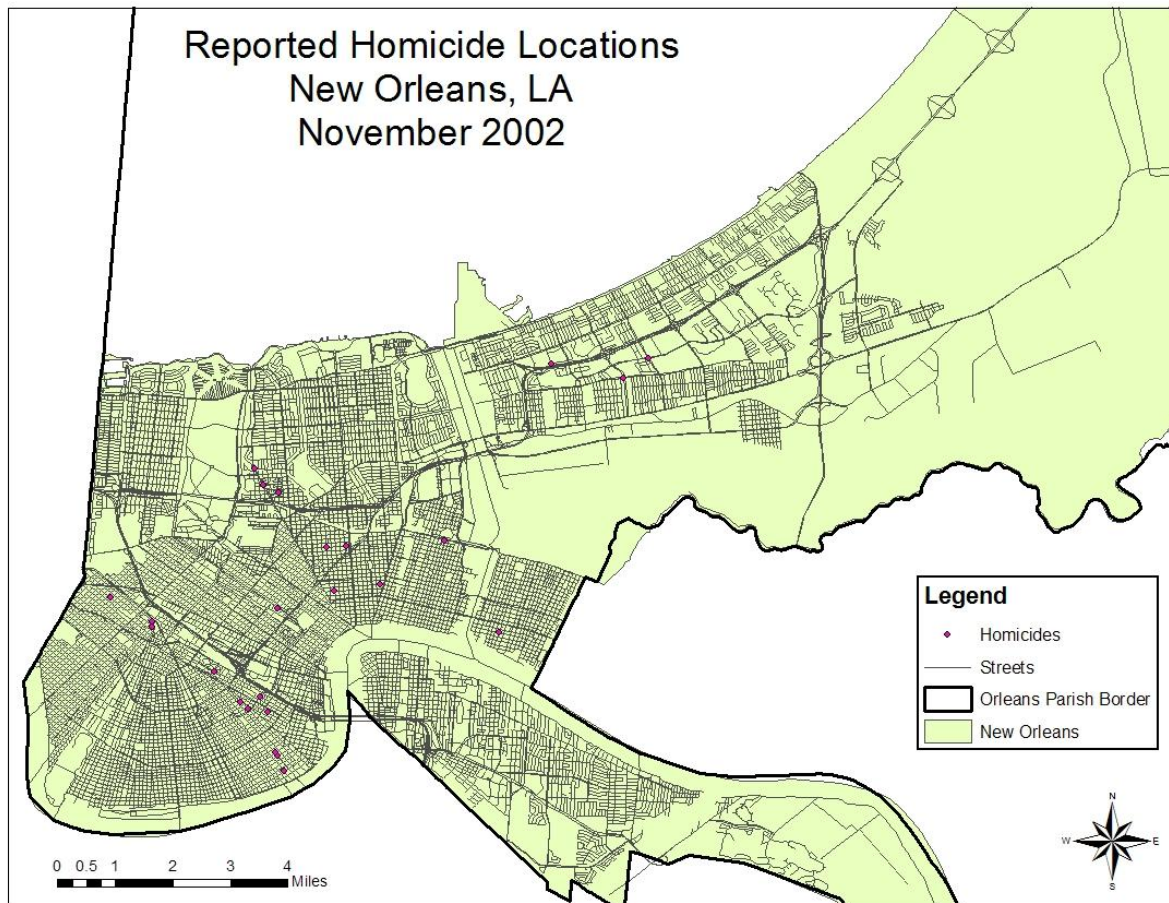 Reported Homicide Locations
New Orleans, LA
November 2002
Legend
Homicides
Streets
Orleans Parish Border
New Orleans
N
W E
S
0 0.5 1 2 3 4
Miles